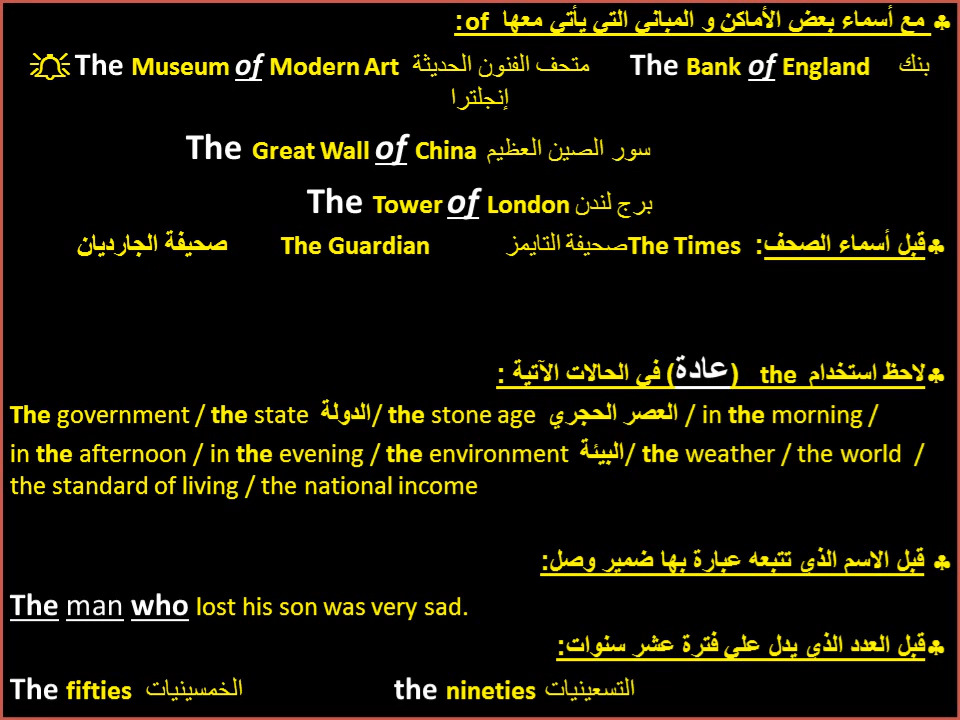 ♣ مع أسماء بعض الأماكن و المباني التي يأتي معها of :
The Museum of Modern Art متحف الفنون الحديثة The Bank of England بنك
إنجلترا
The Great Wall of China سور الصين العظيم
The Tower of London برج لندن
♣قبل أسماء الصحف: The Times صحيفة التايمز The Guardian صحيفة الجارديان
♣لاحظ استخدام the (عادة) في الحالات الآتية :
The government / the state الدولة/ the stone age العصر الحجري / in the morning /
in the afternoon / in the evening / the environment البيئة/ the weather / the world /
the standard of living / the national income
♣ قبل الاسم الذي تتبعه عبارة بها ضمير وصل:
The man who lost his son was very sad.
♣قبل العدد الذي يدل علي فترة عشر سنوات:
The fifties الخمسينيات the nineties التسعينيات